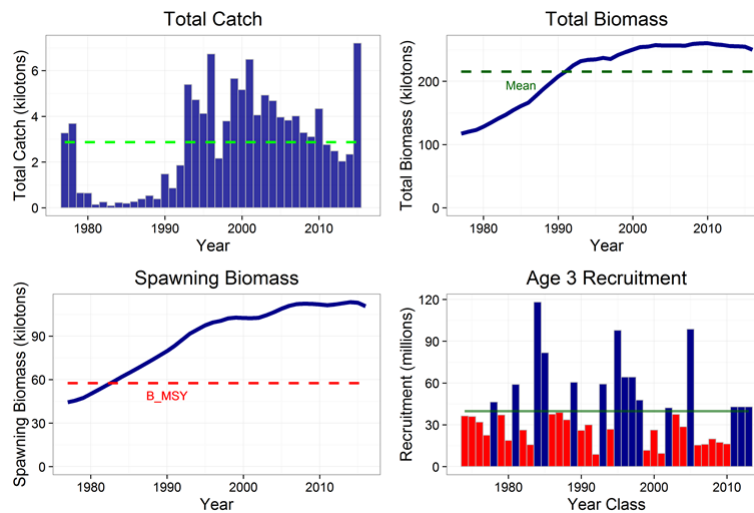 Total Catch
Total Catch (kilotons)
6
4
2
0
1980 1990 2000 2010
Year
Total Biomass
Total Biomass (kilotons)
200
100
0
Mean
1980 1990 2000 2010
Year
Spawning Biomass
Spawning Biomass (kilotons)
90
60
30
0
B_MSY
1980 1990 2000 2010
Year
Age 3 Recruitment
Recruitment (millions)
120
90
60
30
0
1980 1990 2000 2010
Year Class